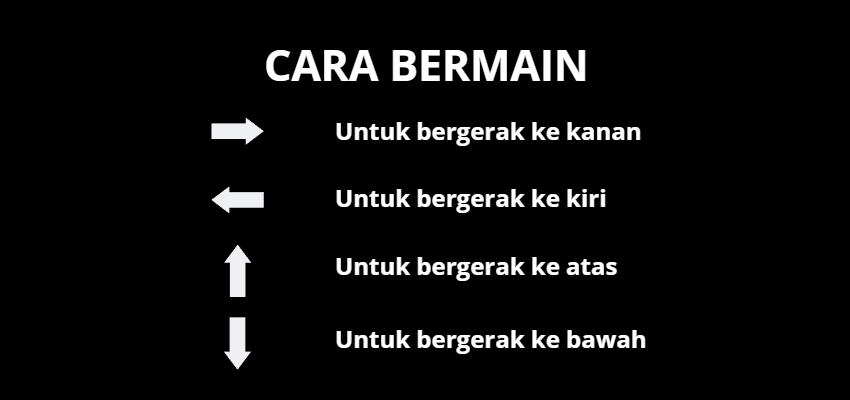 CARA BERMAIN
Untuk bergerak ke kanan
Untuk bergerak ke kiri
Untuk bergerak ke atas
Untuk bergerak ke bawah